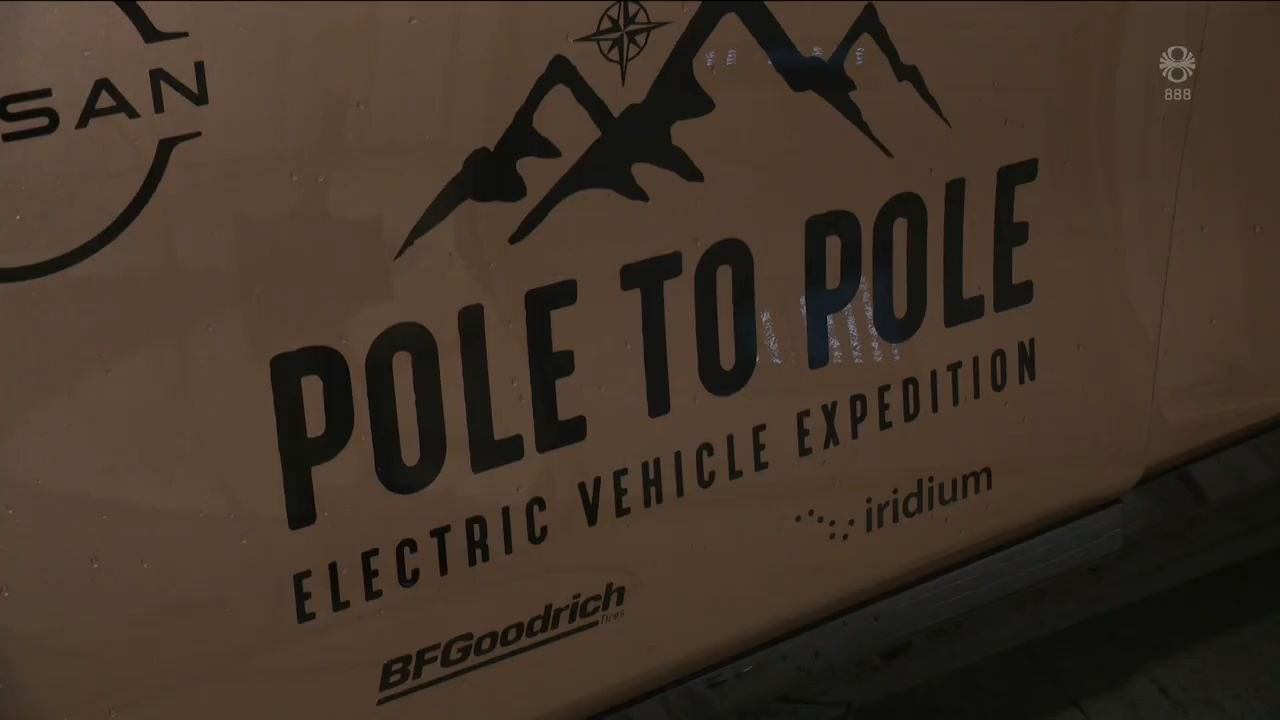 SAN
888
POLE TO POLE
ELECTRIC VEHICLE EXPEDITION
iridium
BFGoodrich
Tires